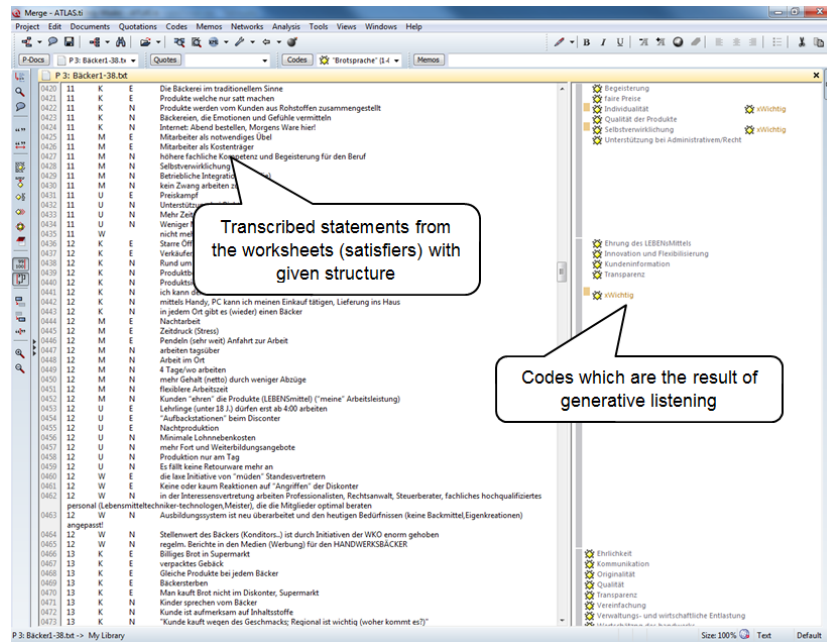 Merge - ATLAS.ti
Project Edit Documents Quotations Codes Memos Networks Analysis Tools Views Windows Help
P-Docs P 3: Bäcker1-38.tx Quotes Codes "Brotsprache" {1-( Memos
P 3: Bäcker1-38.txt
0420 11 K E Die Bäckerei im traditionellem Sinne
0421 11 K E Produkte welche nur satt machen
0422 11 K N Produkte werden vom Kunden aus Rohstoffen zusammengestellt
0423 11 K N Bäckereien, die Emotionen und Gefühle vermitteln
0424 11 K N Internet: Abend bestellen, Morgens Ware hier!
0425 11 M E Mitarbeiter als notwendiges Übel
0426 11 M E Mitarbeiter als Kostenträger
0427 11 M N höhere fachliche Kompetenz und Begeisterung für den Beruf
0428 11 M N Selbstverwirklichung
0429 11 M N Betriebliche
0430 11 M N kein Zwang arbeiten
0431 11 U E Preiskampf
0432 11 U N
0433 11 U N Mehr
0434 11 U N Weniger
0435 11 W nicht
0436 12 K E Starre
0437 12 K E
0438 12 K N Rund um
0439 12 K N
0440 12 K N
0441 12 K N ich kann
0442 12 K N mittels Handy, PC kann ich meinen Einkauf tätigen, Lieferung ins Haus
0443 12 K N in jedem Ort gibt es (wieder) einen Bäcker
0444 12 M E Nachtarbeit
0445 12 M E Zeitdruck (Stress)
0446 12 M E Pendeln (sehr weit) Anfahrt zur Arbeit
0447 12 M N arbeiten tagsüber
0448 12 M N Arbeit im Ort
0449 12 M N 4 Tage/wo arbeiten
0450 12 M N mehr Gehalt (netto) durch weniger Abzüge
0451 12 M N flexiblere Arbeitszeit
0452 12 M N Kunden "ehren" die Produkte (LEBENSmittel) ("meine" Arbeitsleistung)
0453 12 U E Lehrlinge (unter 18 J.) dürfen erst ab 4:00 arbeiten
0454 12 U E "Aufbackstationen" beim Disconter
0455 12 U E Nachtproduktion
0456 12 U N Minimale Lohnnebenkosten
0457 12 U N mehr Fort und Weiterbildungsangebote
0458 12 U N Produktion nur am Tag
0459 12 U N Es fällt keine Retourware mehr an
0460 12 W E die laxe Initiative von "müden" Standesvertretern
0461 12 W E Keine oder kaum Reaktionen auf "Angriffen" der Diskonter
0462 12 W N in der Interessensvertretung arbeiten Professionalisten, Rechtsanwalt, Steuerberater, fachliches hochqualifiziertes
personal (Lebensmitteltechniker-technologen,Meister), die die Mitglieder optimal beraten
0463 12 W N Ausbildungssystem ist neu überarbeitet und den heutigen Bedürfnissen (keine Backmittel,Eigenkreationen)
angepasst!
0464 12 W N Stellenwert des Bäckers (Konditors..) ist durch Initiativen der WKO enorm gehoben
0465 12 W N regelm. Berichte in den Medien (Werbung) für den HANDWERKSBÄCKER
0466 13 K E Billiges Brot in Supermarkt
0467 13 K E verpacktes Gebäck
0468 13 K E Gleiche Produkte bei jedem Bäcker
0469 13 K E Bäckersterben
0470 13 K E Man kauft Brot nicht im Diskonter, Supermarkt
0471 13 K N Kinder sprechen vom Bäcker
0472 13 K N Kunde ist aufmerksam auf Inhaltsstoffe
0473 13 K N "Kunde kauft wegen des Geschmacks; Regional ist wichtig (woher kommt es?)"
Transcribed statements from
the worksheets (satisfiers) with
given structure
Begeisterung
faire Preise
Individualität xWichtig
Qualität der Produkte
Selbstverwirklichung xWichtig
Unterstützung bei Administrativem/Recht
Ehrung des LEBENsMittels
Innovation und Flexibilisierung
Kundeninformation
Transparenz
xWichtig
Codes which are the result of
generative listening
Ehrlichkeit
Kommunikation
Originalität
Qualität
Transparenz
Vereinfachung
Verwaltungs- und wirtschaftliche Entlastung
P 3: Bäcker1-38.txt -> My Library Size: 100% Text Default